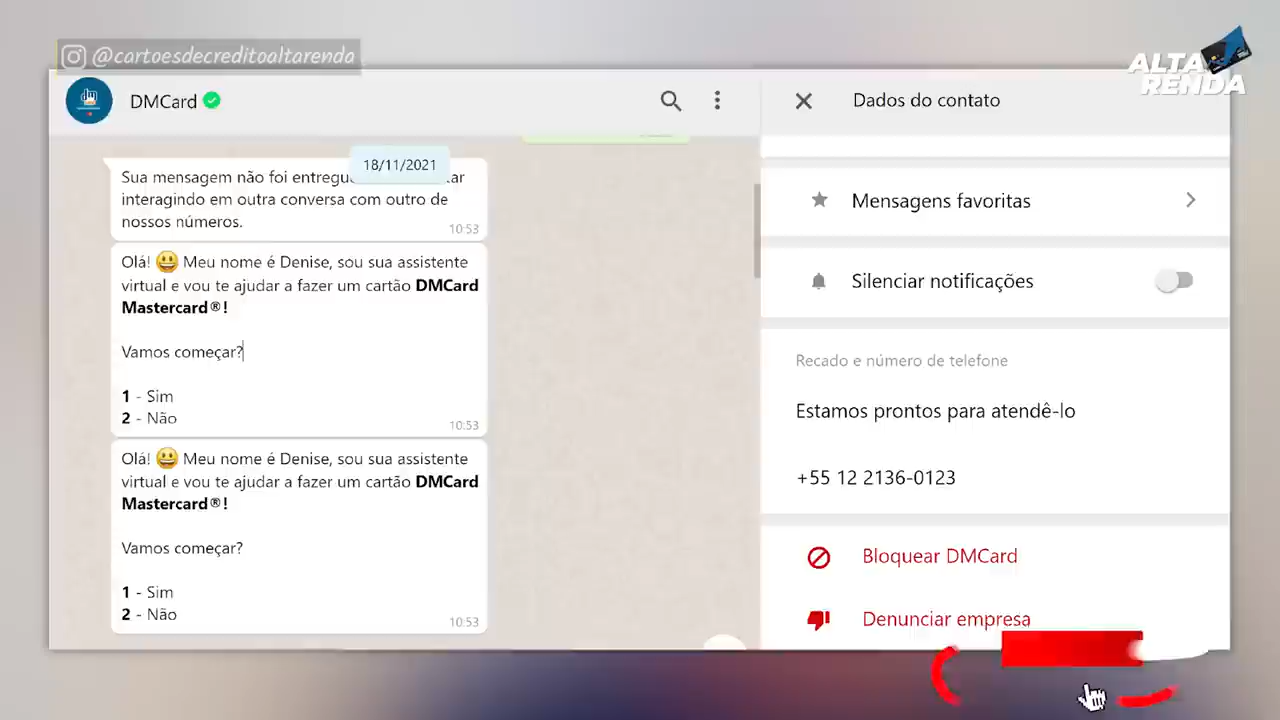 @cartoesdecreditoaltarenda
ALTA
RENDA
DMCard
Dados do contato
18/11/2021
Sua mensagem não foi entregu
ar
interagindo em outra conversa com outro de
nossos números.
10:53
Olá! 😃 Meu nome é Denise, sou sua assistente
virtual e vou te ajudar a fazer um cartão DMCard
Mastercard®!
Vamos começar?
1 - Sim
2 - Não
10:53
Olá! 😃 Meu nome é Denise, sou sua assistente
virtual e vou te ajudar a fazer um cartão DMCard
Mastercard®!
Vamos começar?
1 - Sim
2 - Não
10:53
Mensagens favoritas
Silenciar notificações
Recado e número de telefone
Estamos prontos para atendê-lo
+55 12 2136-0123
Bloquear DMCard
Denunciar empresa